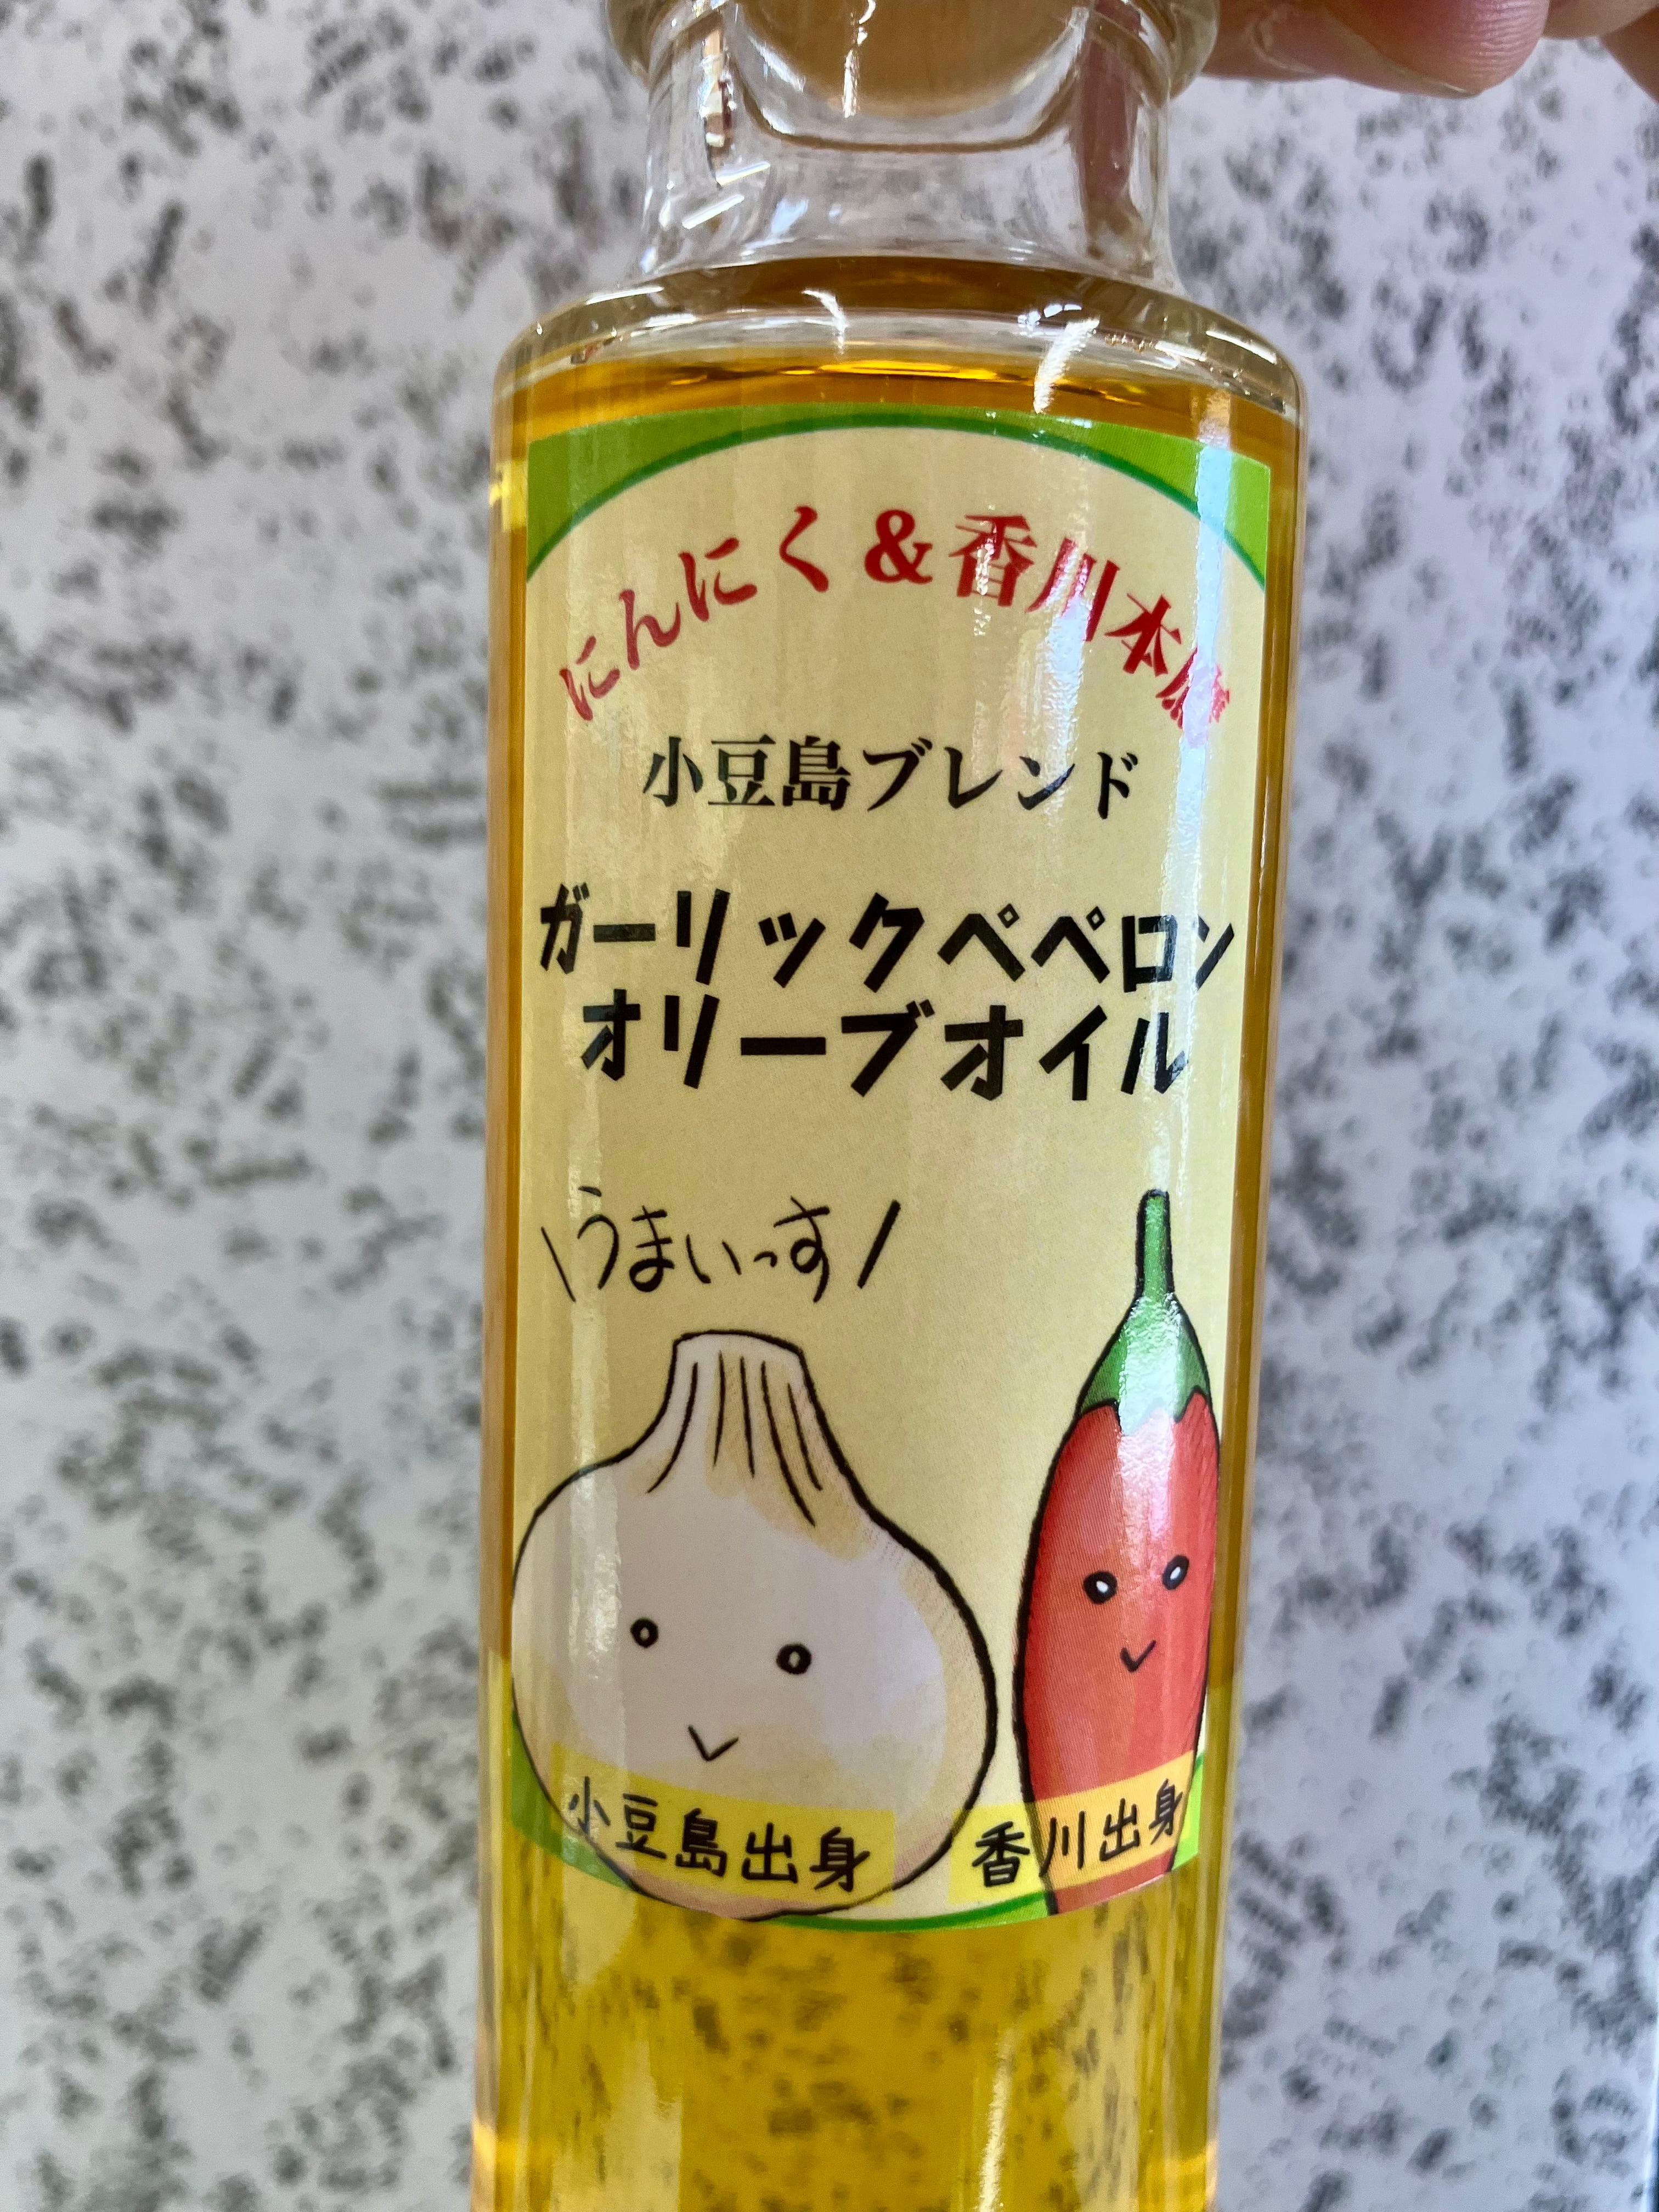 にんにく&香川本鷹
小豆島ブレンド
ガーリックペペロン
オリーブオイル
\うまいっす/
小豆島出身
香川出身